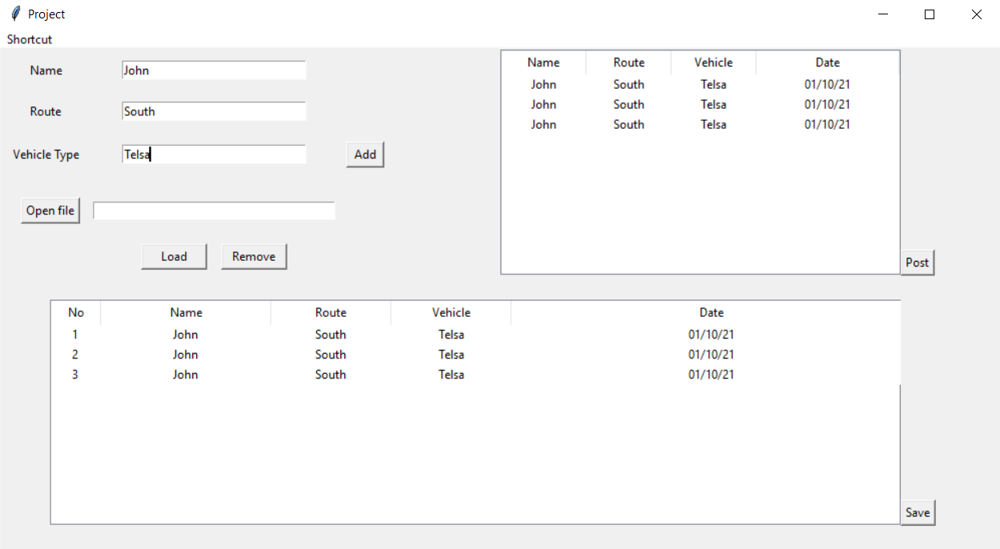 Project
Shortcut
Name John
Route South
Vehicle Type Telsa Add
Open file
Load Remove
Name Route Vehicle Date
John South Telsa 01/10/21
John South Telsa 01/10/21
John South Telsa 01/10/21
Post
No Name Route Vehicle Date
1 John South Telsa 01/10/21
2 John South Telsa 01/10/21
3 John South Telsa 01/10/21
Save